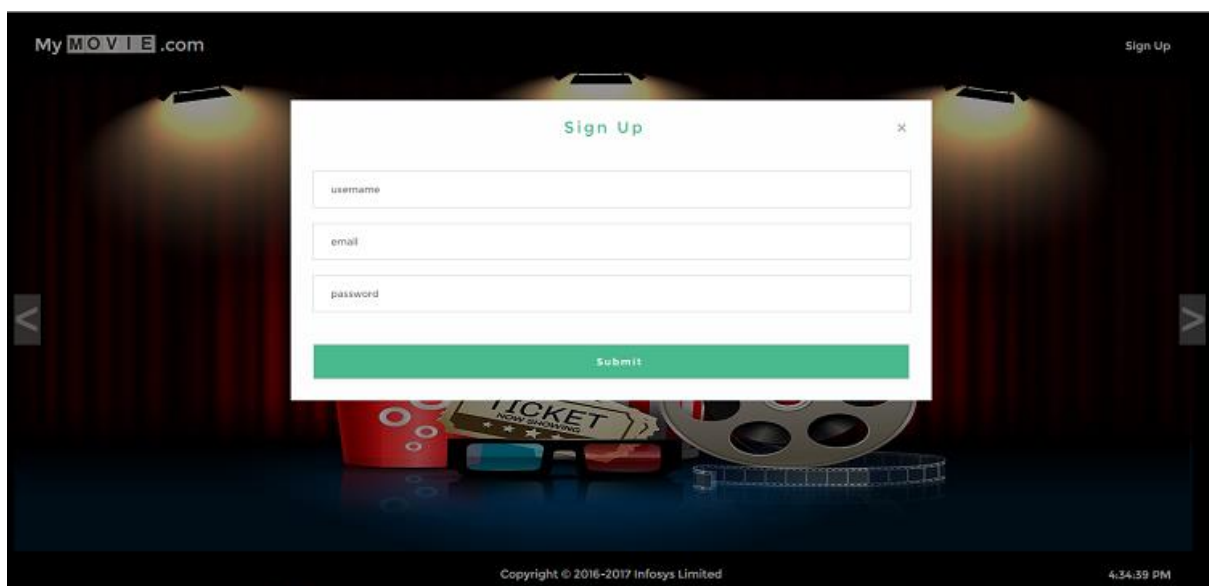 My MOVIE.com
Sign Up
Sign Up
×
username
email
password
<
>
Submit
TICKET
NOW SHOWING
Copyright © 2016-2017 Infosys Limited
4:34:39 PM